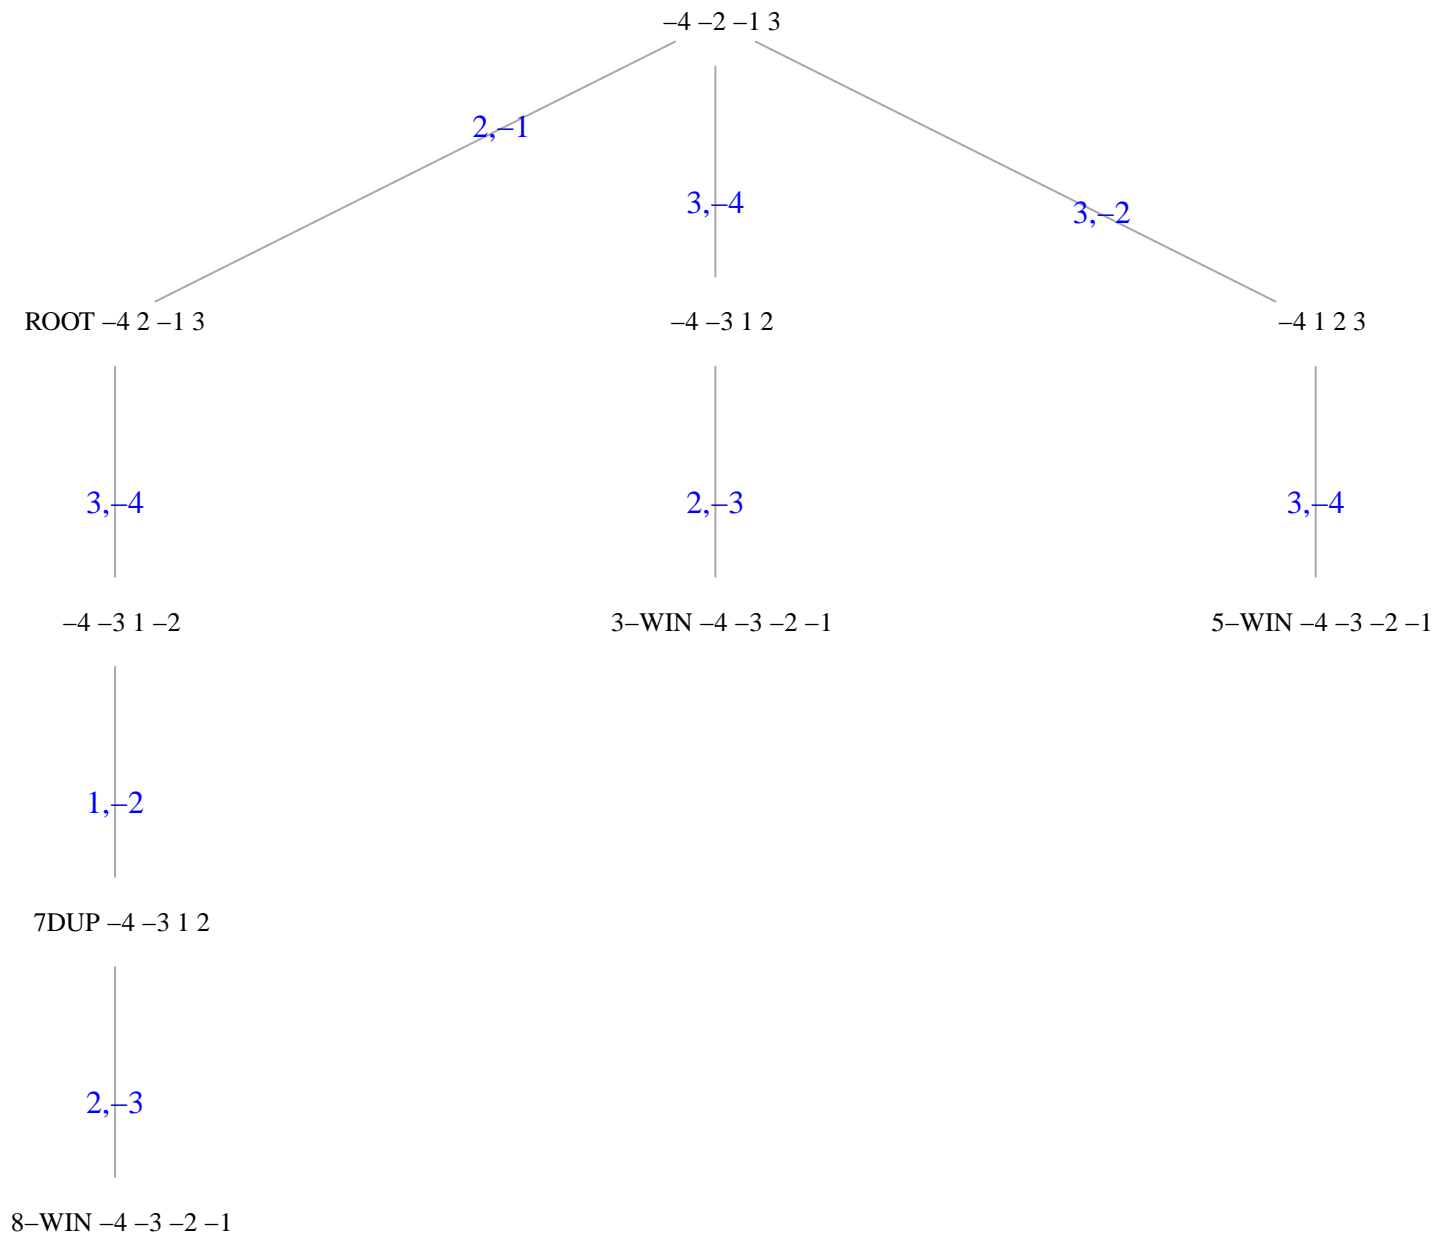 –4 –2 –1 3
2,–1
3,–4
3,–2
ROOT –4 2 –1 3
–4 –3 1 2
–4 1 2 3
3,–4
2,–3
3,–4
–4 –3 1 –2
3–WIN –4 –3 –2 –1
5–WIN –4 –3 –2 –1
1,–2
7DUP –4 –3 1 2
2,–3
8–WIN –4 –3 –2 –1